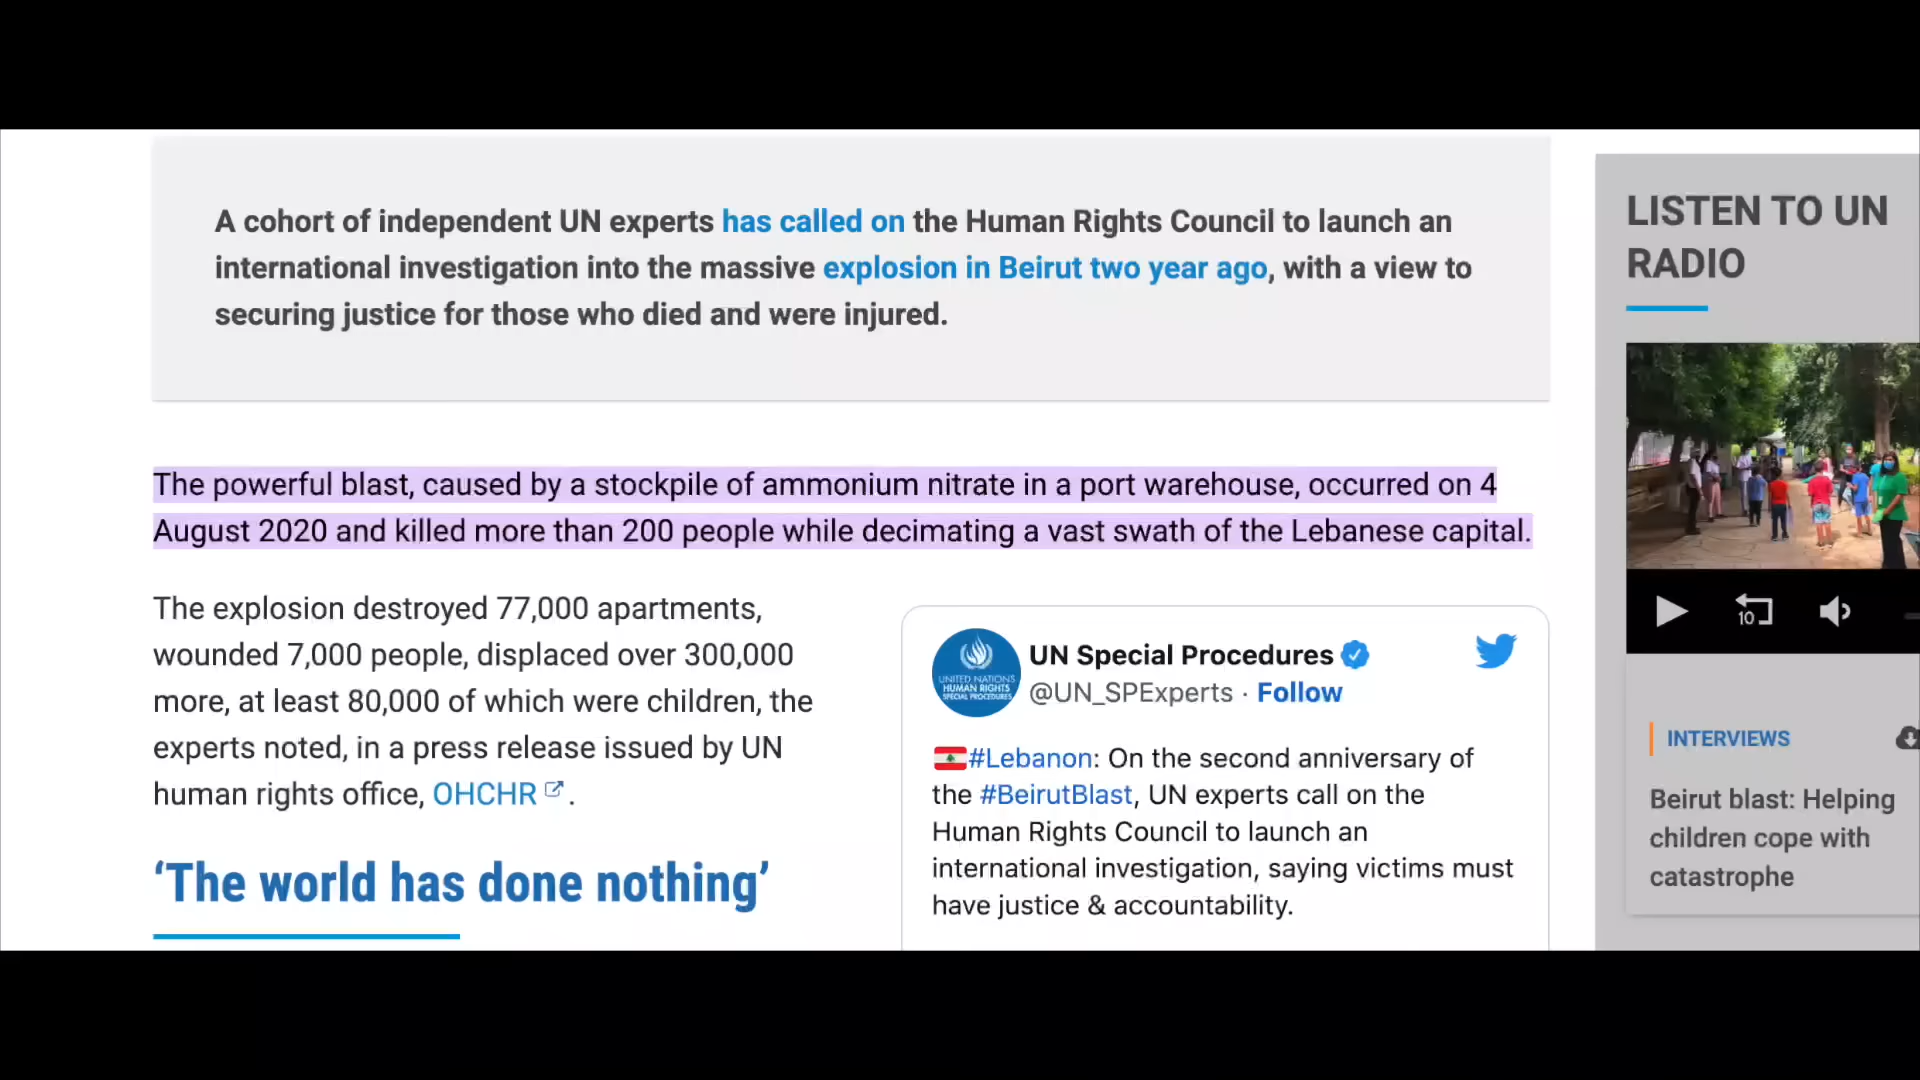 A cohort of independent UN experts has called on the Human Rights Council to launch an
international investigation into the massive explosion in Beirut two year ago, with a view to
securing justice for those who died and were injured.
The powerful blast, caused by a stockpile of ammonium nitrate in a port warehouse, occurred on 4
August 2020 and killed more than 200 people while decimating a vast swath of the Lebanese capital.
The explosion destroyed 77,000 apartments,
wounded 7,000 people, displaced over 300,000
more, at least 80,000 of which were children, the
experts noted, in a press release issued by UN
human rights office, OHCHR.
‘The world has done nothing’
UNITED NATIONS
HUMAN RIGHTS
SPECIAL PROCEDURES
UN Special Procedures
@UN_SPExperts · Follow
#Lebanon: On the second anniversary of
the #BeirutBlast, UN experts call on the
Human Rights Council to launch an
international investigation, saying victims must
have justice & accountability.
LISTEN TO UN
RADIO
10
INTERVIEWS
Beirut blast: Helping
children cope with
catastrophe